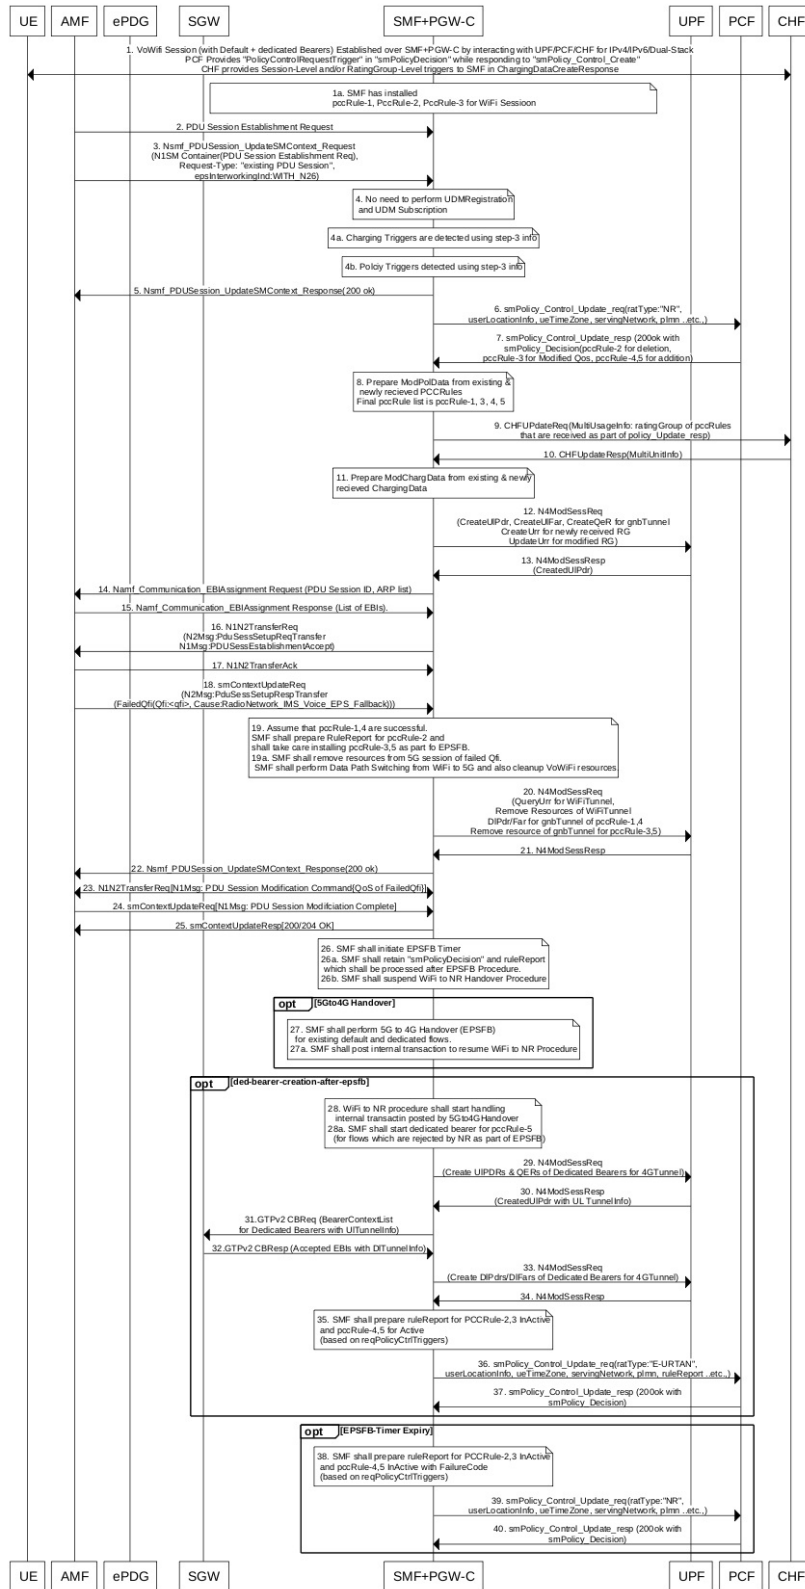 UE AMF ePDG SGW SMF+PGW-C UPF PCF CHF
1. VoWifi Session (with Default + dedicated Bearers) Established over SMF+PGW-C by interacting with UPF/PCF/CHF for IPv4/IPv6/Dual-Stack
PCF Provides "PolicyControlRequestTrigger" in "smPolicyDecision" while responding to "smPolicy_Control_Create"
CHF provides Session-Level and/or RatingGroup-Level triggers to SMF in ChargingDataCreateResponse
1a. SMF has installed
pccRule-1, PccRule-2, PccRule-3 for WiFi Sessioon
2. PDU Session Establishment Request
3. Nsmf_PDUSession_UpdateSMContext_Request
(N1SM Container(PDU Session Establishment Req),
Request-Type: "existing PDU Session",
epsInterworkingInd:WITH_N26)
4. No need to perform UDMRegistration
and UDM Subscription
4a. Charging Triggers are detected using step-3 info
4b. Polciy Triggers detected using step-3 info
5. Nsmf_PDUSession_UpdateSMContext_Response(200 ok)
6. smPolicy_Control_Update_req(ratType:"NR",
userLocationInfo, ueTimeZone, servingNetwork, plmn ..etc.,)
7. smPolicy_Control_Update_resp (200ok with
smPolicy_Decision(pccRule-2 for deletion,
pccRule-3 for Modified Qos, pccRule-4,5 for addition)
8. Prepare ModPolData from existing &
newly recieved PCCRules
Final pccRule list is pccRule-1, 3, 4, 5
9. CHFUPdateReq(MultiUsageInfo: ratingGroup of pccRules
that are received as part of policy_Update_resp)
10. CHFUpdateResp(MultiUnitInfo)
11. Prepare ModChargData from existing & newly
recieved ChargingData
12. N4ModSessReq
(CreateUlPdr, CreateUlFar, CreateQeR for gnbTunnel
CreateUrr for newly received RG
UpdateUrr for modified RG)
13. N4ModSessResp
(CreatedUlPdr)
14. Namf_Communication_EBIAssignment Request (PDU Session ID, ARP list)
15. Namf_Communication_EBIAssignment Response (List of EBIs).
16. N1N2TransferReq
(N2Msg:PduSessSetupReqTransfer
N1Msg:PDUSessEstablishmentAccept)
17. N1N2TransferAck
18. smContextUpdateReq
(N2Msg:PduSessSetupRespTransfer
(FailedQfi(Qfi:<qfi>, Cause:RadioNetwork_IMS_Voice_EPS_Fallback)))
19. Assume that pccRule-1,4 are successful.
SMF shall prepare RuleReport for pccRule-2 and
shall take care installing pccRule-3,5 as part fo EPSFB.
19a. SMF shall remove resources from 5G session of failed Qfi.
SMF shall perform Data Path Switching from WiFi to 5G and also cleanup VoWiFi resources.
20. N4ModSessReq
(QueryUrr for WiFiTunnel,
Remove Resources of WiFiTunnel
DlPdr/Far for gnbTunnel of pccRule-1,4
Remove resource of gnbTunnel for pccRule-3,5)
21. N4ModSessResp
22. Nsmf_PDUSession_UpdateSMContext_Response(200 ok)
23. N1N2TransferReq[N1Msg: PDU Session Modification Command{QoS of FailedQfi}]
24. smContextUpdateReq[N1Msg: PDU Session Modifciation Complete]
25. smContextUpdateResp[200/204 OK]
26. SMF shall initiate EPSFB Timer
26a. SMF shall retain "smPolicyDecision" and ruleReport
which shall be processed after EPSFB Procedure.
26b. SMF shall suspend WiFi to NR Handover Procedure
opt [5Gto4G Handover]
27. SMF shall perform 5G to 4G Handover (EPSFB)
for existing default and dedicated flows.
27a. SMF shall post internal transaction to resume WiFi to NR Procedure
opt [ded-bearer-creation-after-epsfb]
28. WiFi to NR procedure shall start handling
internal transactin posted by 5Gto4GHandover
28a. SMF shall start dedicated bearer for pccRule-5
(for flows which are rejected by NR as part of EPSFB)
29. N4ModSessReq
(Create UlPDRs & QERs of Dedicated Bearers for 4GTunnel)
30. N4ModSessResp
(CreatedUlPdr with UL TunnelInfo)
31.GTPv2 CBReq (BearerContextList
for Dedicated Bearers with UlTunnelInfo)
32.GTPv2 CBResp (Accepted EBIs with DlTunnelInfo)
33. N4ModSessReq
(Create DlPdrs/DlFars of Dedicated Bearers for 4GTunnel)
34. N4ModSessResp
35. SMF shall prepare ruleReport for PCCRule-2,3 InActive
and pccRule-4,5 for Active
(based on reqPolicyCtrlTriggers)
36. smPolicy_Control_Update_req(ratType:"E-URTAN",
userLocationInfo, ueTimeZone, servingNetwork, plmn, ruleReport ..etc.,)
37. smPolicy_Control_Update_resp (200ok with
smPolicy_Decision)
opt [EPSFB-Timer Expiry]
38. SMF shall prepare ruleReport for PCCRule-2,3 InActive
and pccRule-4,5 InActive with FailureCode
(based on reqPolicyCtrlTriggers)
39. smPolicy_Control_Update_req(ratType:"NR",
userLocationInfo, ueTimeZone, servingNetwork, plmn ..etc.,)
40. smPolicy_Control_Update_resp (200ok with
smPolicy_Decision)
UE AMF ePDG SGW SMF+PGW-C UPF PCF CHF